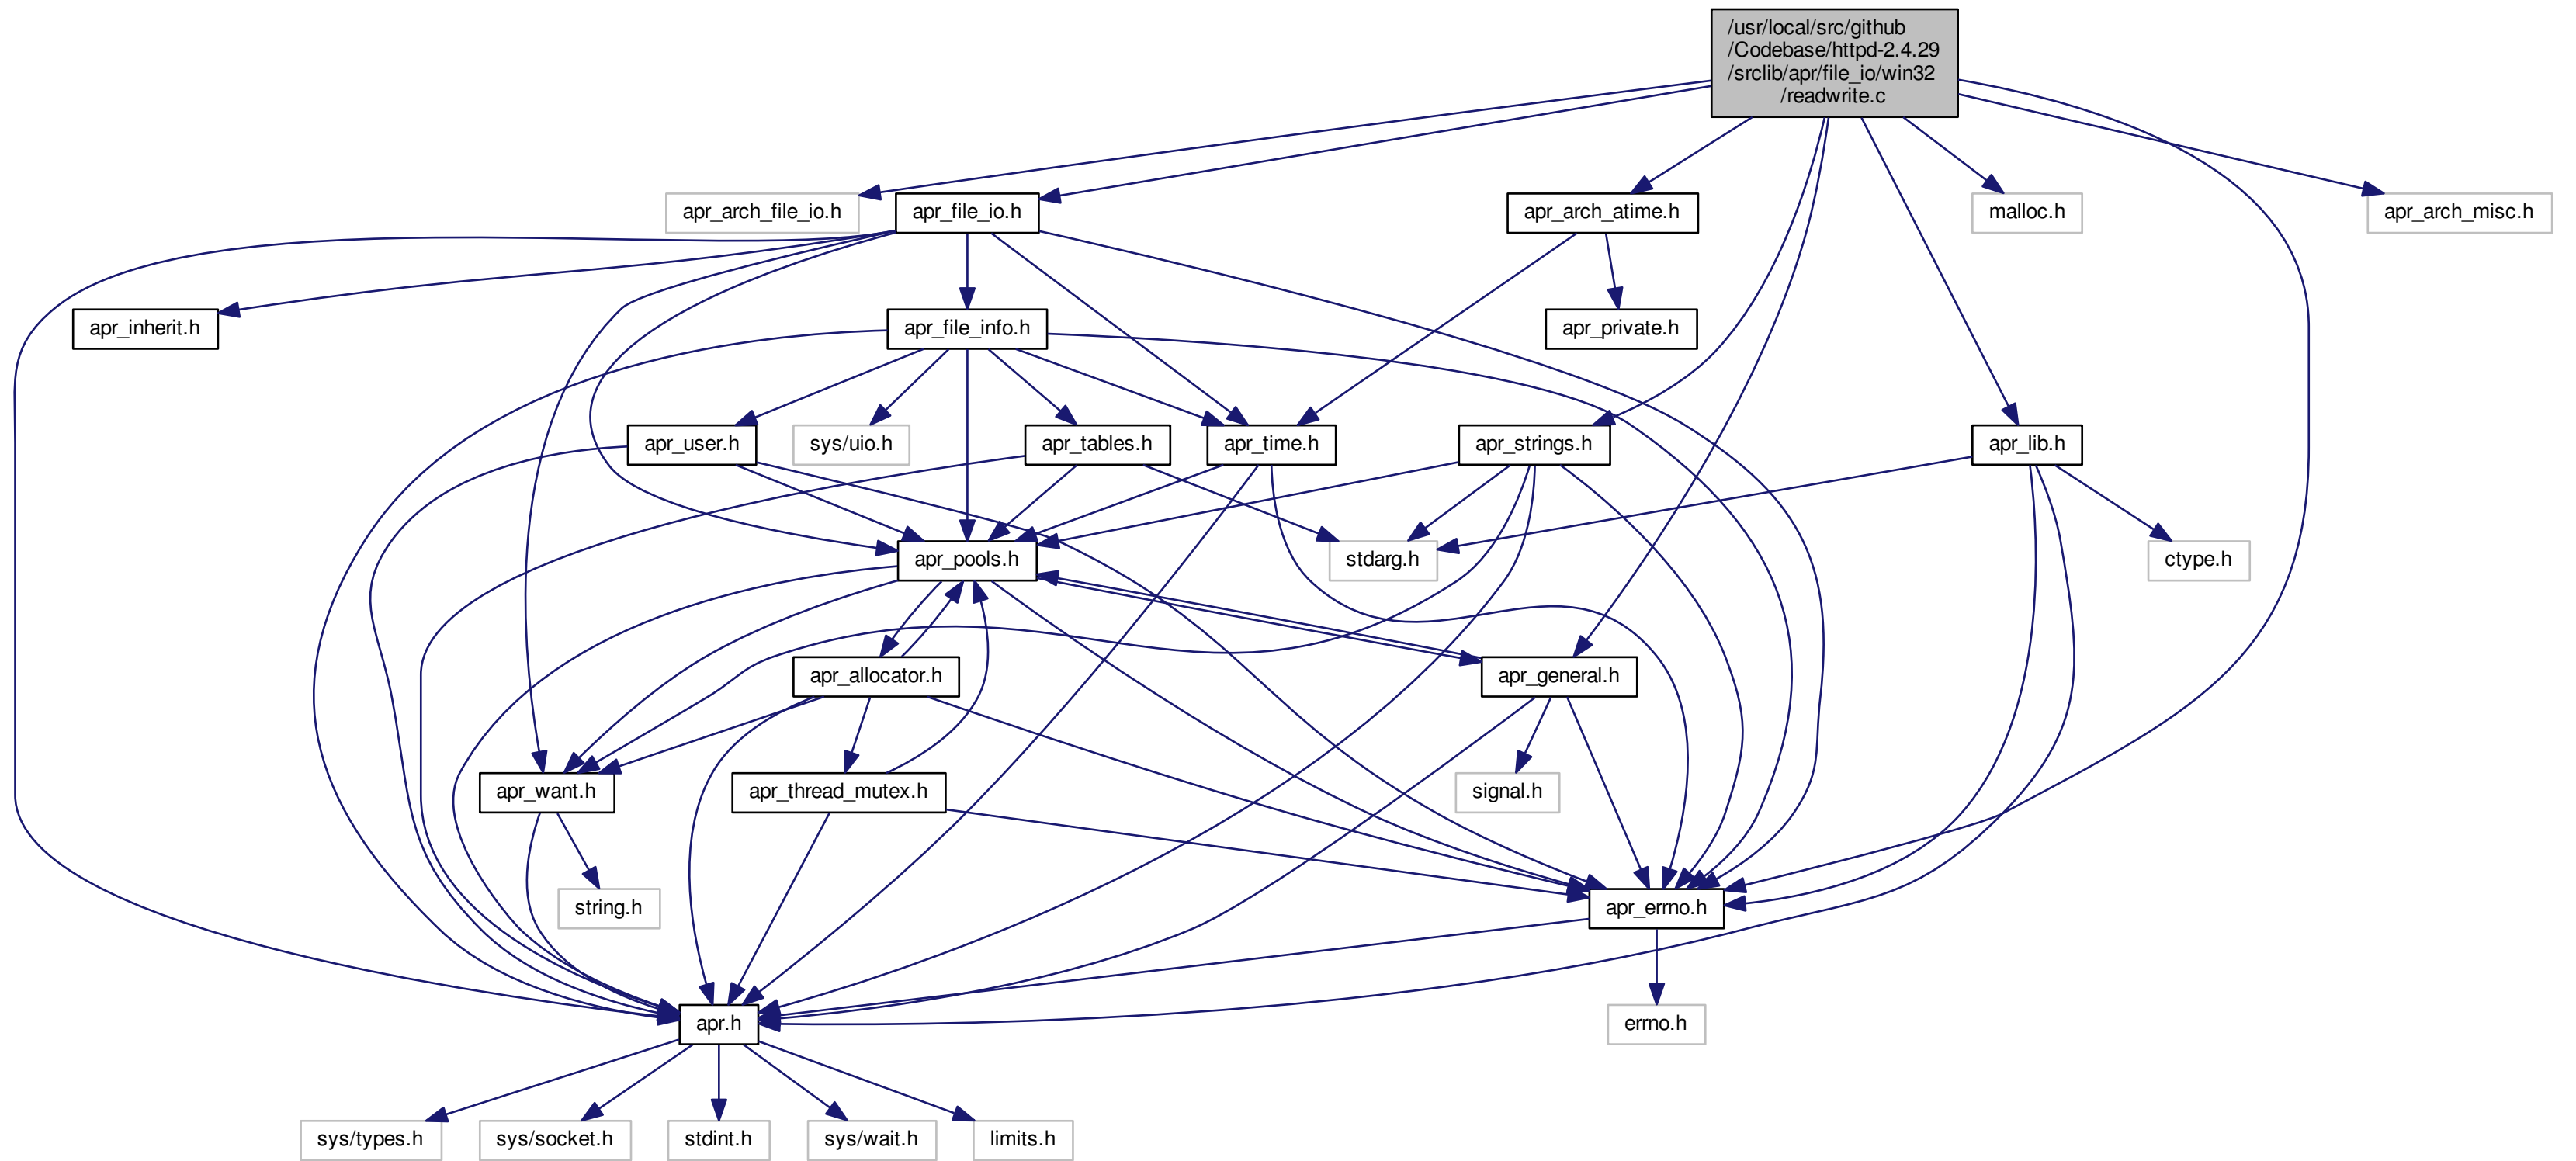 /usr/local/src/github
/Codebase/httpd-2.4.29
/srclib/apr/file_io/win32
/readwrite.c
apr_arch_file_io.h
apr_file_io.h
apr_arch_atime.h
malloc.h
apr_arch_misc.h
apr_inherit.h
apr_file_info.h
apr_private.h
apr_user.h
sys/uio.h
apr_tables.h
apr_time.h
apr_strings.h
apr_lib.h
apr_pools.h
stdarg.h
ctype.h
apr_allocator.h
apr_general.h
apr_want.h
apr_thread_mutex.h
signal.h
string.h
apr_errno.h
apr.h
errno.h
sys/types.h
sys/socket.h
stdint.h
sys/wait.h
limits.h